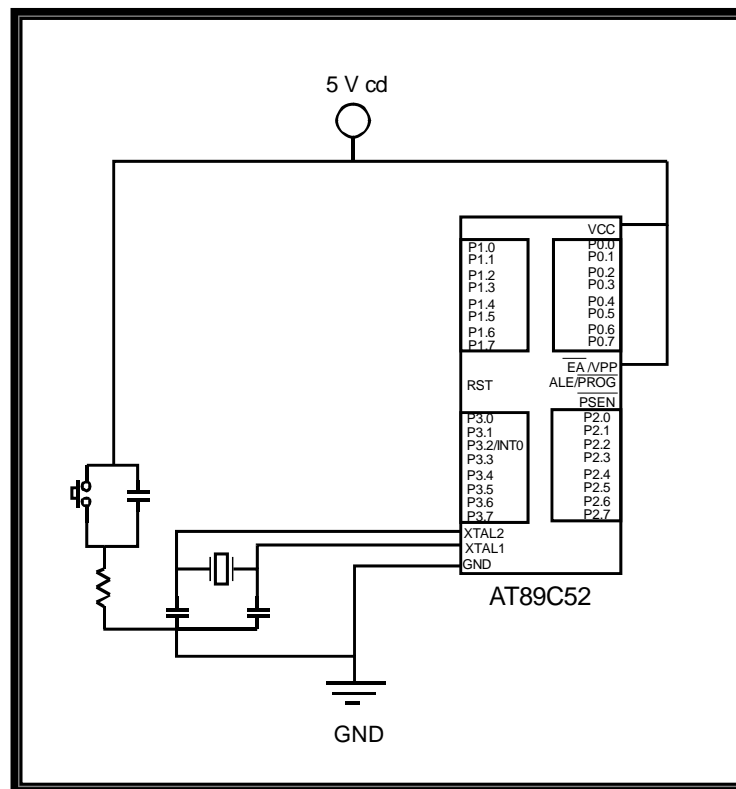 5 V cd
VCC
P1.0
P1.1
P1.2
P1.3
P1.4
P1.5
P1.6
P1.7
P0.0
P0.1
P0.2
P0.3
P0.4
P0.5
P0.6
P0.7
EA/VPP
RST
ALE/PROG
PSEN
P3.0
P3.1
P3.2/INT0
P3.3
P3.4
P3.5
P3.6
P3.7
P2.0
P2.1
P2.2
P2.3
P2.4
P2.5
P2.6
P2.7
XTAL2
XTAL1
GND
AT89C52
GND